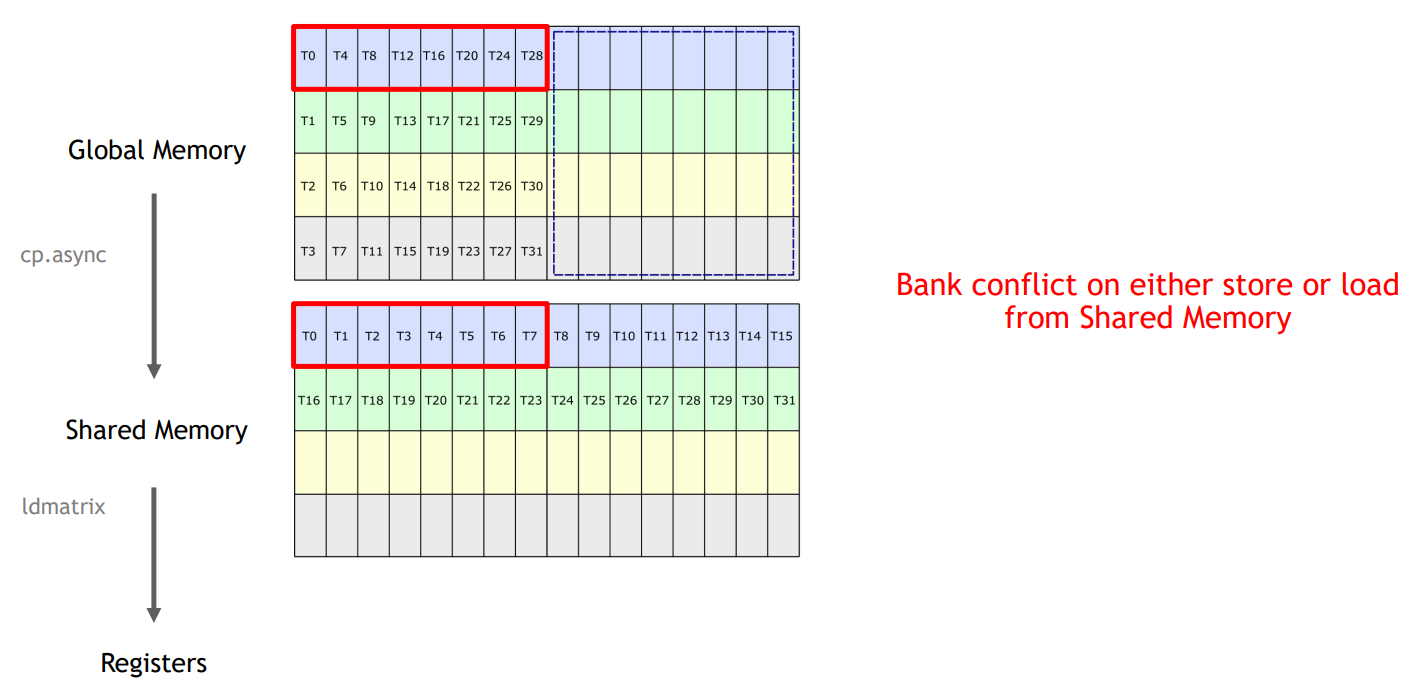 T0 T4 T8 T12 T16 T20 T24 T28
T1 T5 T9 T13 T17 T21 T25 T29
Global Memory
T2 T6 T10 T14 T18 T22 T26 T30
T3 T7 T11 T15 T19 T23 T27 T31
cp.async
Bank conflict on either store or load
from Shared Memory
T0 T1 T2 T3 T4 T5 T6 T7 T8 T9 T10 T11 T12 T13 T14 T15
T16 T17 T18 T19 T20 T21 T22 T23 T24 T25 T26 T27 T28 T29 T30 T31
Shared Memory
ldmatrix
Registers